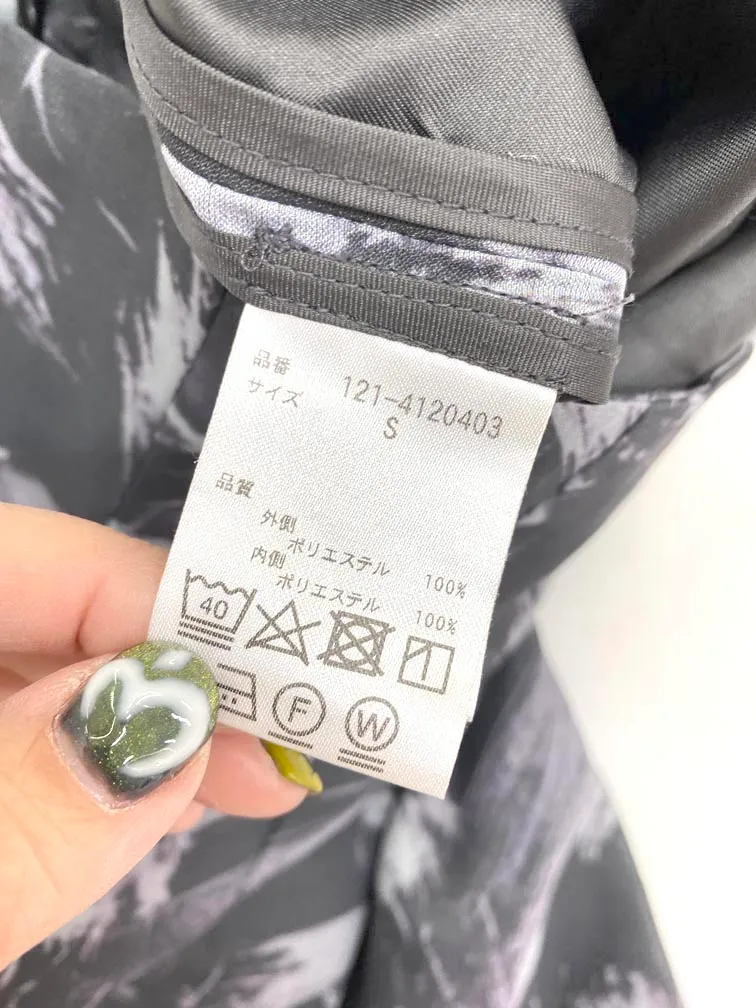 品番 121-4120403
サイズ S
品質
外側
ポリエステル 100%
内側
ポリエステル 100%
40
F W